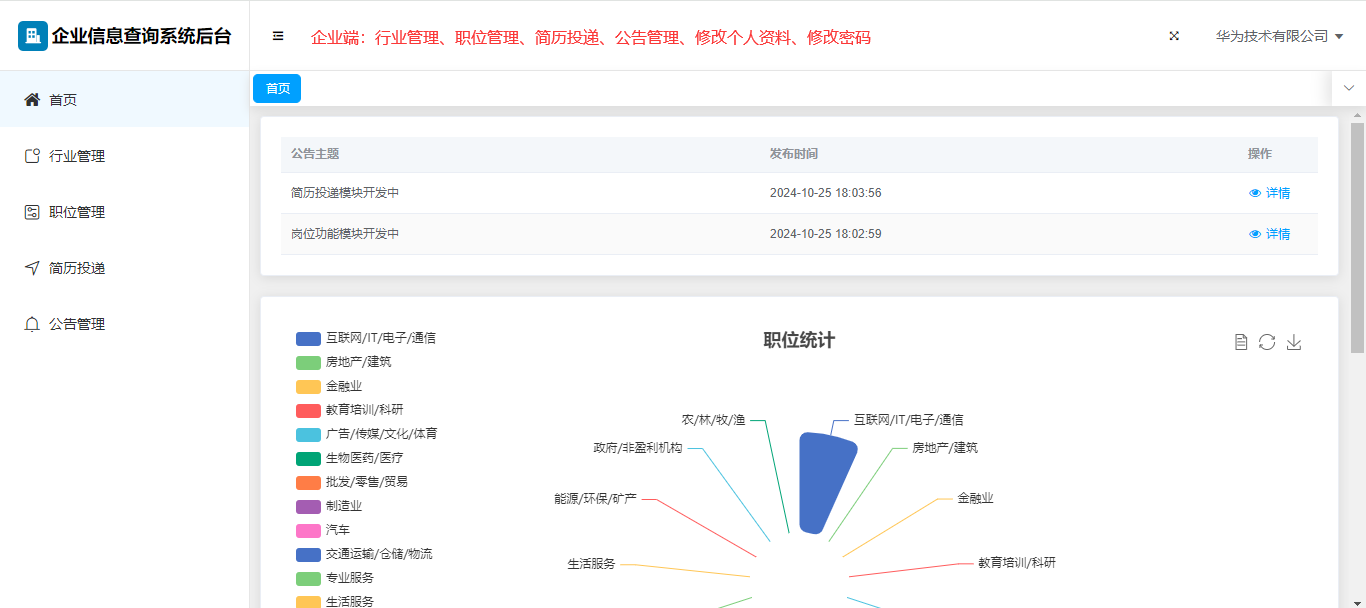 企业信息查询系统后台
企业端：行业管理、职位管理、简历投递、公告管理、修改个人资料、修改密码
华为技术有限公司
首页
行业管理
职位管理
简历投递
公告管理
首页
公告主题 发布时间 操作
简历投递模块开发中 2024-10-25 18:03:56 详情
岗位功能模块开发中 2024-10-25 18:02:59 详情
职位统计
互联网/IT/电子/通信
房地产/建筑
金融业
教育培训/科研
广告/传媒/文化/体育
生物医药/医疗
批发/零售/贸易
制造业
汽车
交通运输/仓储/物流
专业服务
生活服务
农/林/牧/渔 互联网/IT/电子/通信
政府/非盈利机构 房地产/建筑
能源/环保/矿产 金融业
生活服务 教育培训/科研